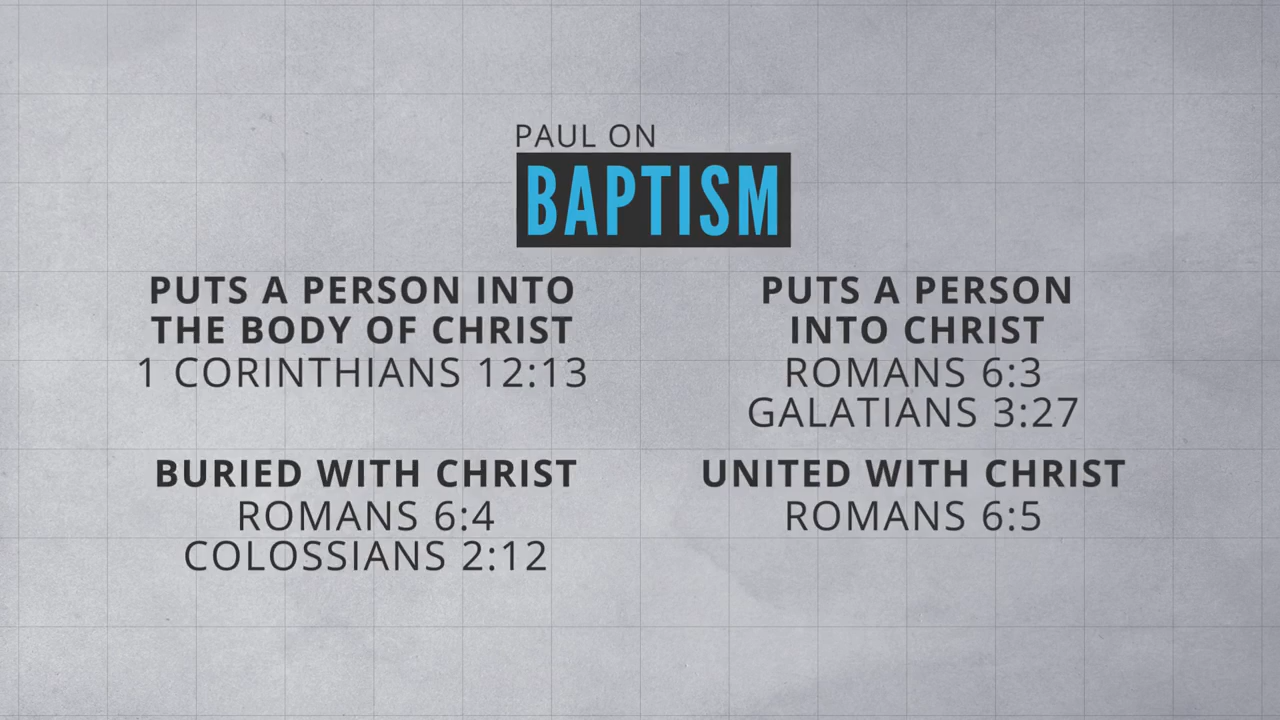 PAUL ON
BAPTISM
PUTS A PERSON INTO
THE BODY OF CHRIST
1 CORINTHIANS 12:13
PUTS A PERSON
INTO CHRIST
ROMANS 6:3
GALATIANS 3:27
BURIED WITH CHRIST
ROMANS 6:4
COLOSSIANS 2:12
UNITED WITH CHRIST
ROMANS 6:5